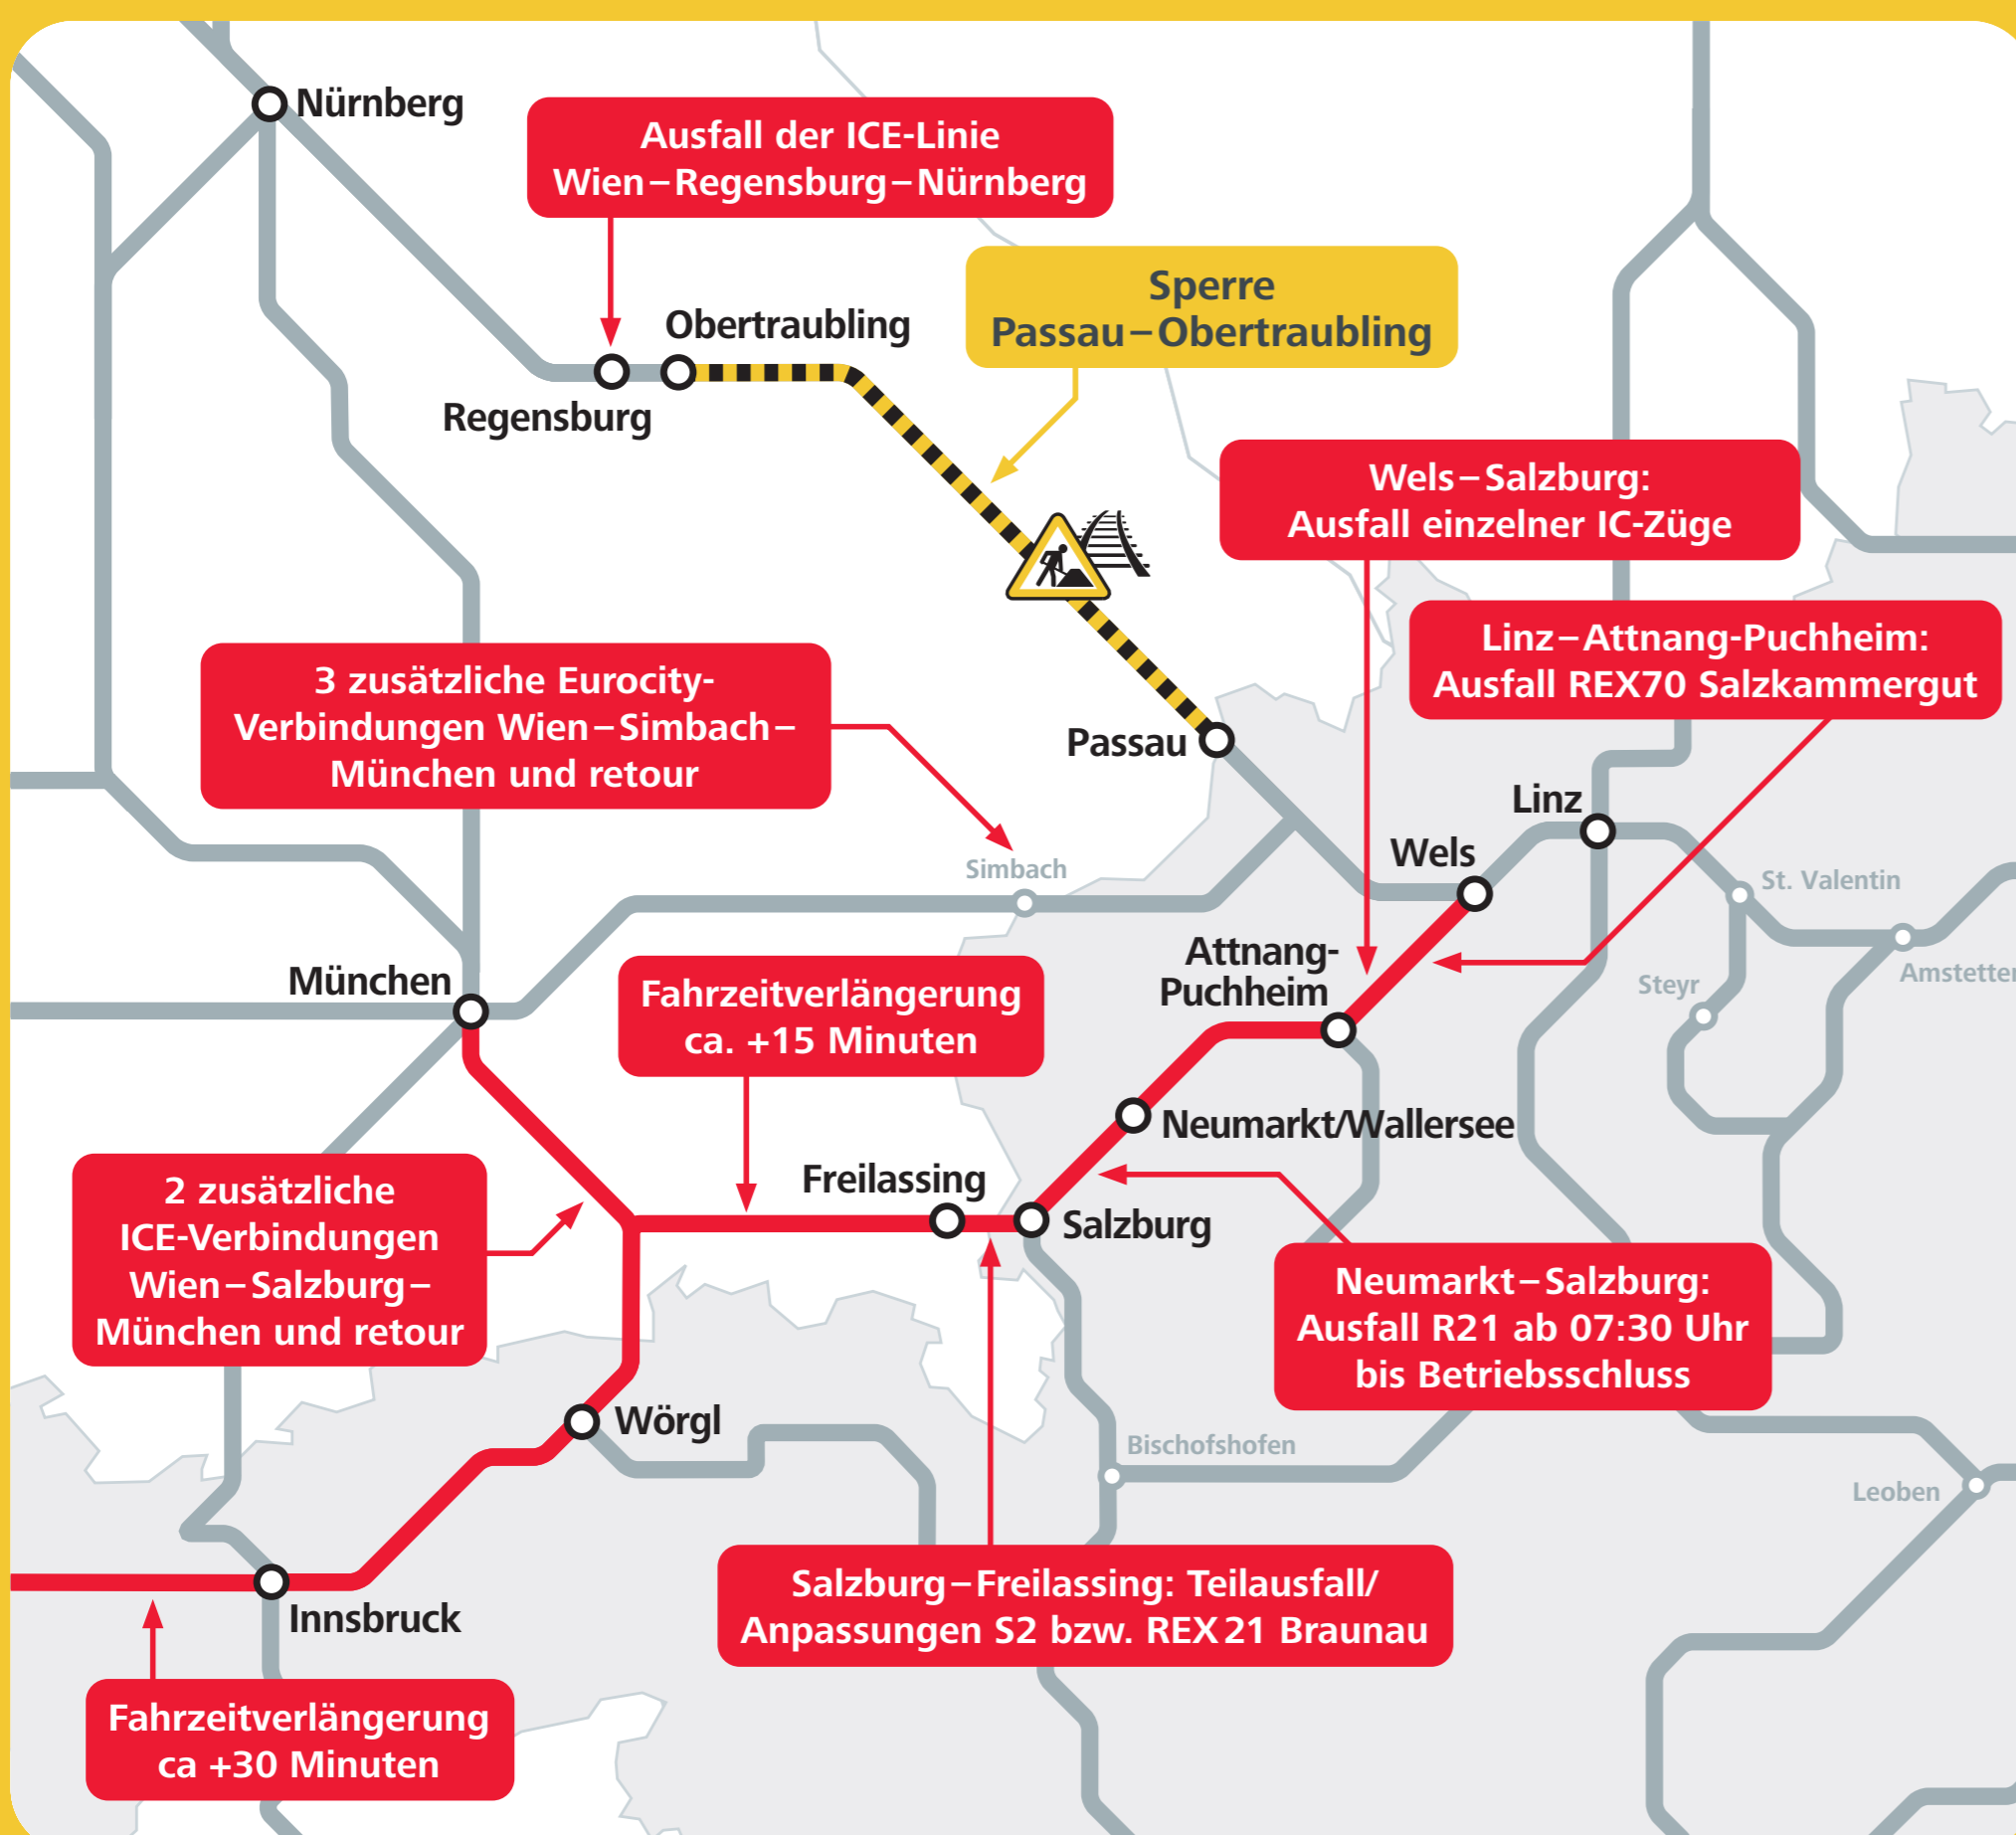 Nürnberg
Ausfall der ICE-Linie
Wien–Regensburg–Nürnberg
Sperre
Passau–Obertraubling
Obertraubling
Regensburg
Wels–Salzburg:
Ausfall einzelner IC-Züge
Linz–Attnang-Puchheim:
Ausfall REX70 Salzkammergut
3 zusätzliche Eurocity-
Verbindungen Wien–Simbach–
München und retour
Passau
Linz
Wels
Simbach
St. Valentin
Attnang-
Puchheim
München
Fahrzeitverlängerung
ca. +15 Minuten
Steyr
Amstetten
Neumarkt/Wallersee
Freilassing
Salzburg
2 zusätzliche
ICE-Verbindungen
Wien–Salzburg–
München und retour
Neumarkt–Salzburg:
Ausfall R21 ab 07:30 Uhr
bis Betriebsschluss
Wörgl
Bischofshofen
Leoben
Salzburg–Freilassing: Teilausfall/
Anpassungen S2 bzw. REX 21 Braunau
Innsbruck
Fahrzeitverlängerung
ca +30 Minuten